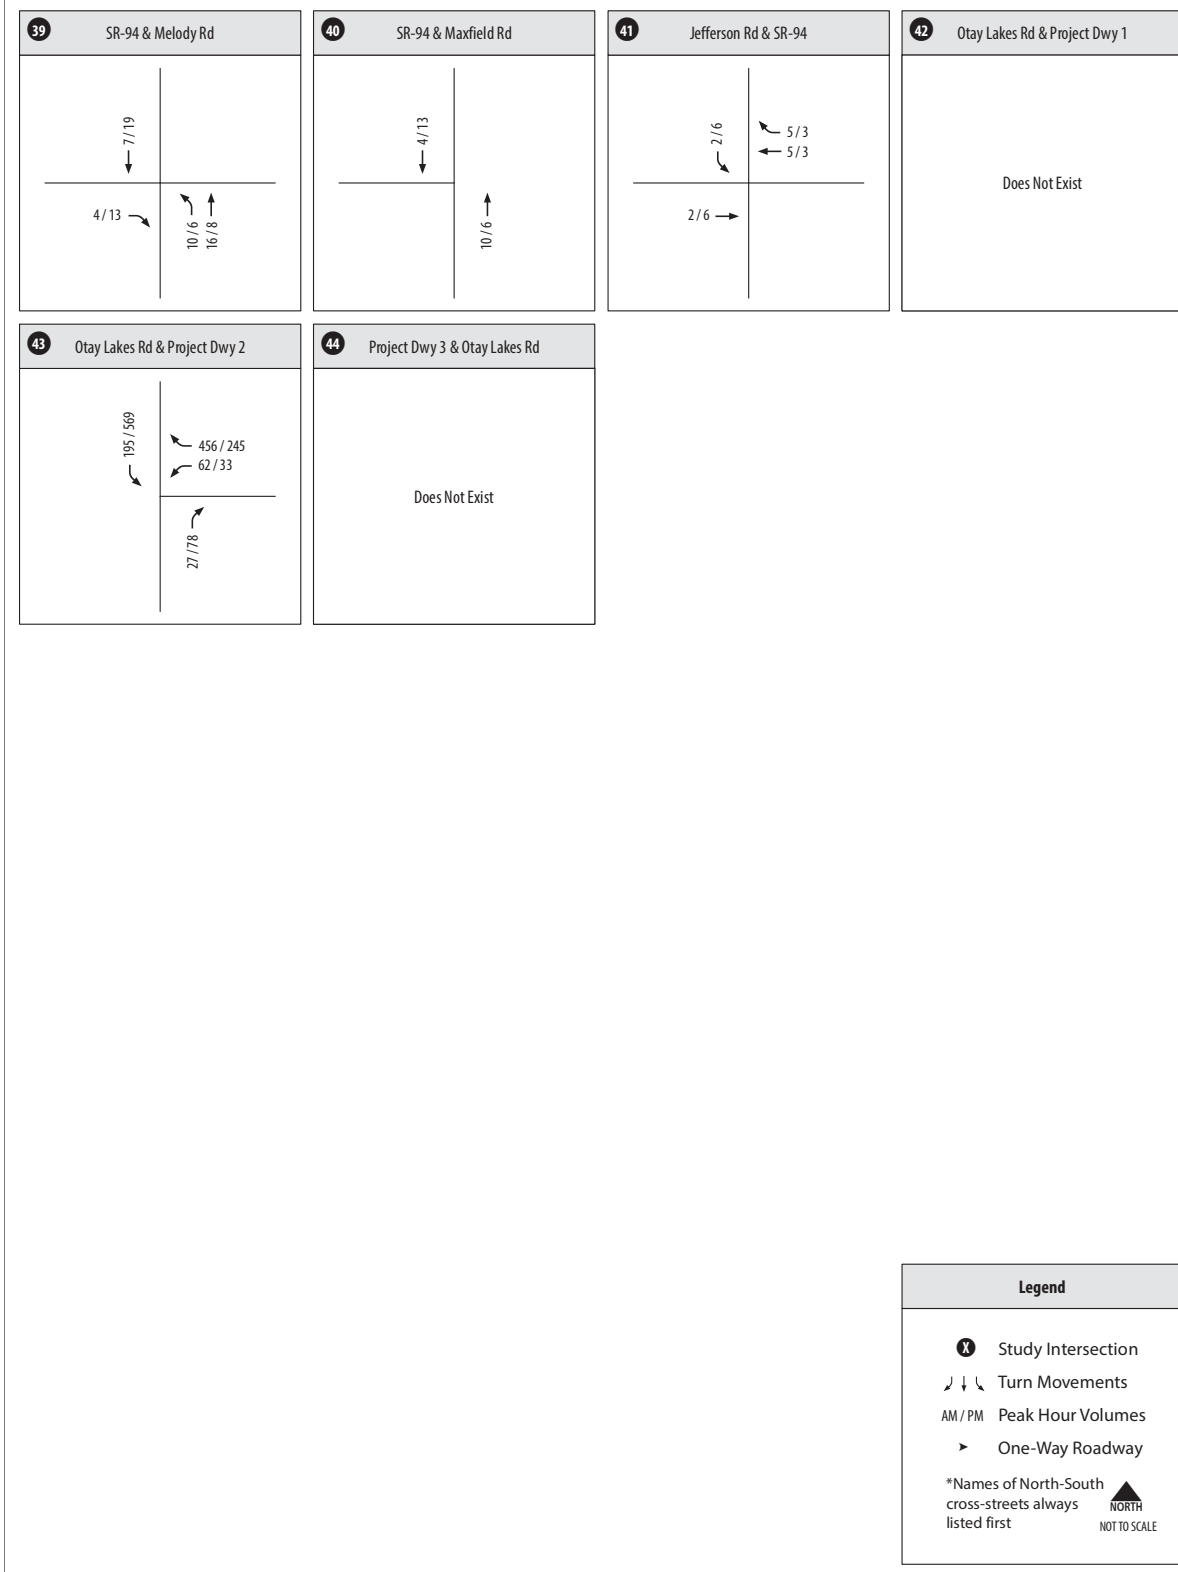 39 SR-94 & Melody Rd
7 / 19
4 / 13
10 / 6
16 / 8
40 SR-94 & Maxfield Rd
4 / 13
10 / 6
41 Jefferson Rd & SR-94
2 / 6
5 / 3
5 / 3
2 / 6
42 Otay Lakes Rd & Project Dwy 1
Does Not Exist
43 Otay Lakes Rd & Project Dwy 2
195 / 569
456 / 245
62 / 33
27 / 78
44 Project Dwy 3 & Otay Lakes Rd
Does Not Exist
Legend
X Study Intersection
Turn Movements
AM / PM Peak Hour Volumes
One-Way Roadway
*Names of North-South
cross-streets always
listed first
NORTH
NOT TO SCALE